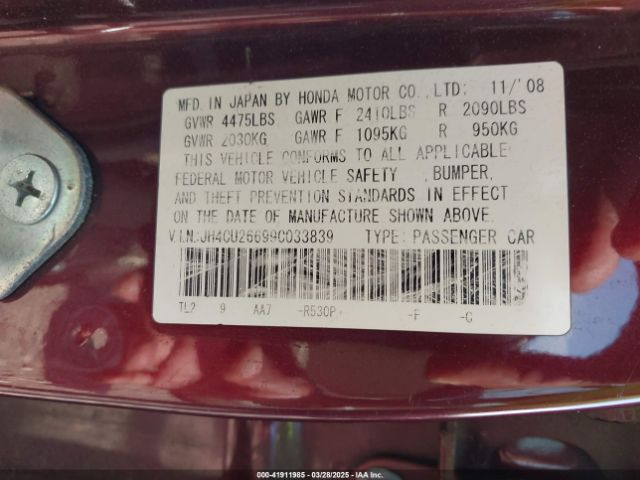 MFD. IN JAPAN BY HONDA MOTOR CO., LTD: 11/'08
GVWR 4475LBS GAWR F 2410LBS R 2090LBS
GVWR 2030KG GAWR F 1095KG R 950KG
THIS VEHICLE CONFORMS TO ALL APPLICABLE
FEDERAL MOTOR VEHICLE SAFETY , BUMPER,
AND THEFT PREVENTION STANDARDS IN EFFECT
ON THE DATE OF MANUFACTURE SHOWN ABOVE.
V.I.N.:JH4CU26699C033839 TYPE: PASSENGER CAR
TL2 9 AA7 -R530P -F -C
000-41911985 | 03/28/2025 - IAAI.COM